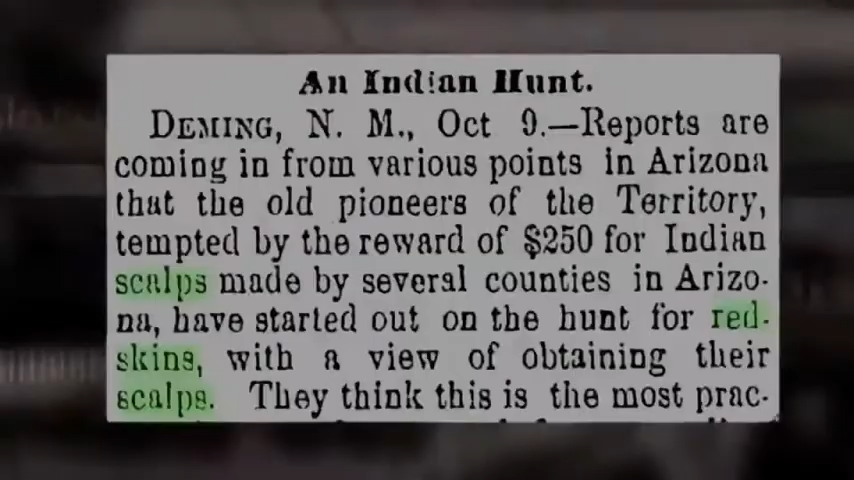 An Indian Hunt.
DEMING, N. M., Oct 9.—Reports are
coming in from various points in Arizona
that the old pioneers of the Territory,
tempted by the reward of $250 for Indian
scalps made by several counties in Arizo-
na, have started out on the hunt for red-
skins, with a view of obtaining their
scalps. They think this is the most prac-